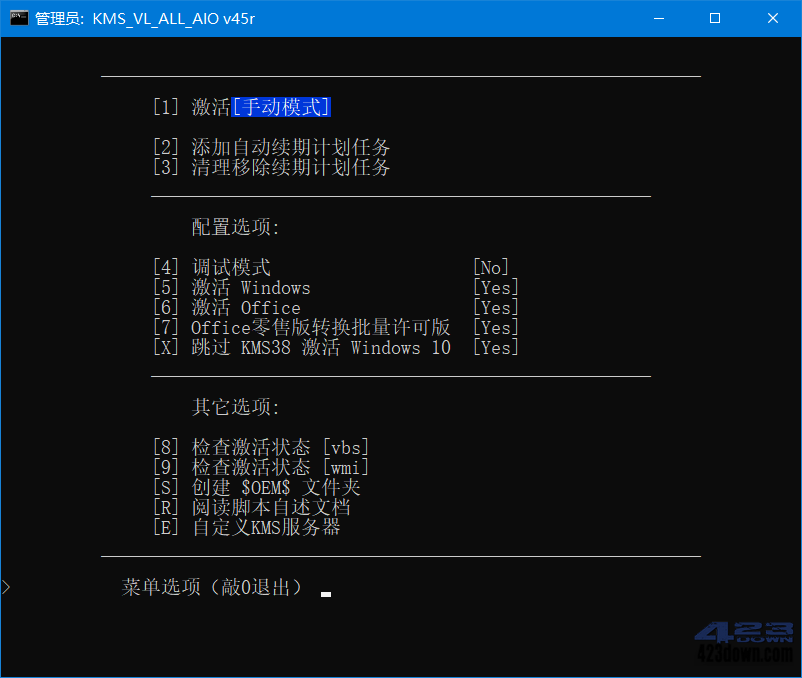 管理员: KMS_VL_ALL_AIO v45r
[1] 激活[手动模式]
[2] 添加自动续期计划任务
[3] 清理移除续期计划任务
配置选项:
[4] 调试模式 [No]
[5] 激活 Windows [Yes]
[6] 激活 Office [Yes]
[7] Office零售版转换批量许可版 [Yes]
[X] 跳过 KMS38 激活 Windows 10 [Yes]
其它选项:
[8] 检查激活状态 [vbs]
[9] 检查激活状态 [wmi]
[S] 创建 $OEM$ 文件夹
[R] 阅读脚本自述文档
[E] 自定义KMS服务器
> 菜单选项（敲0退出） _
423
DOWN
423down.com